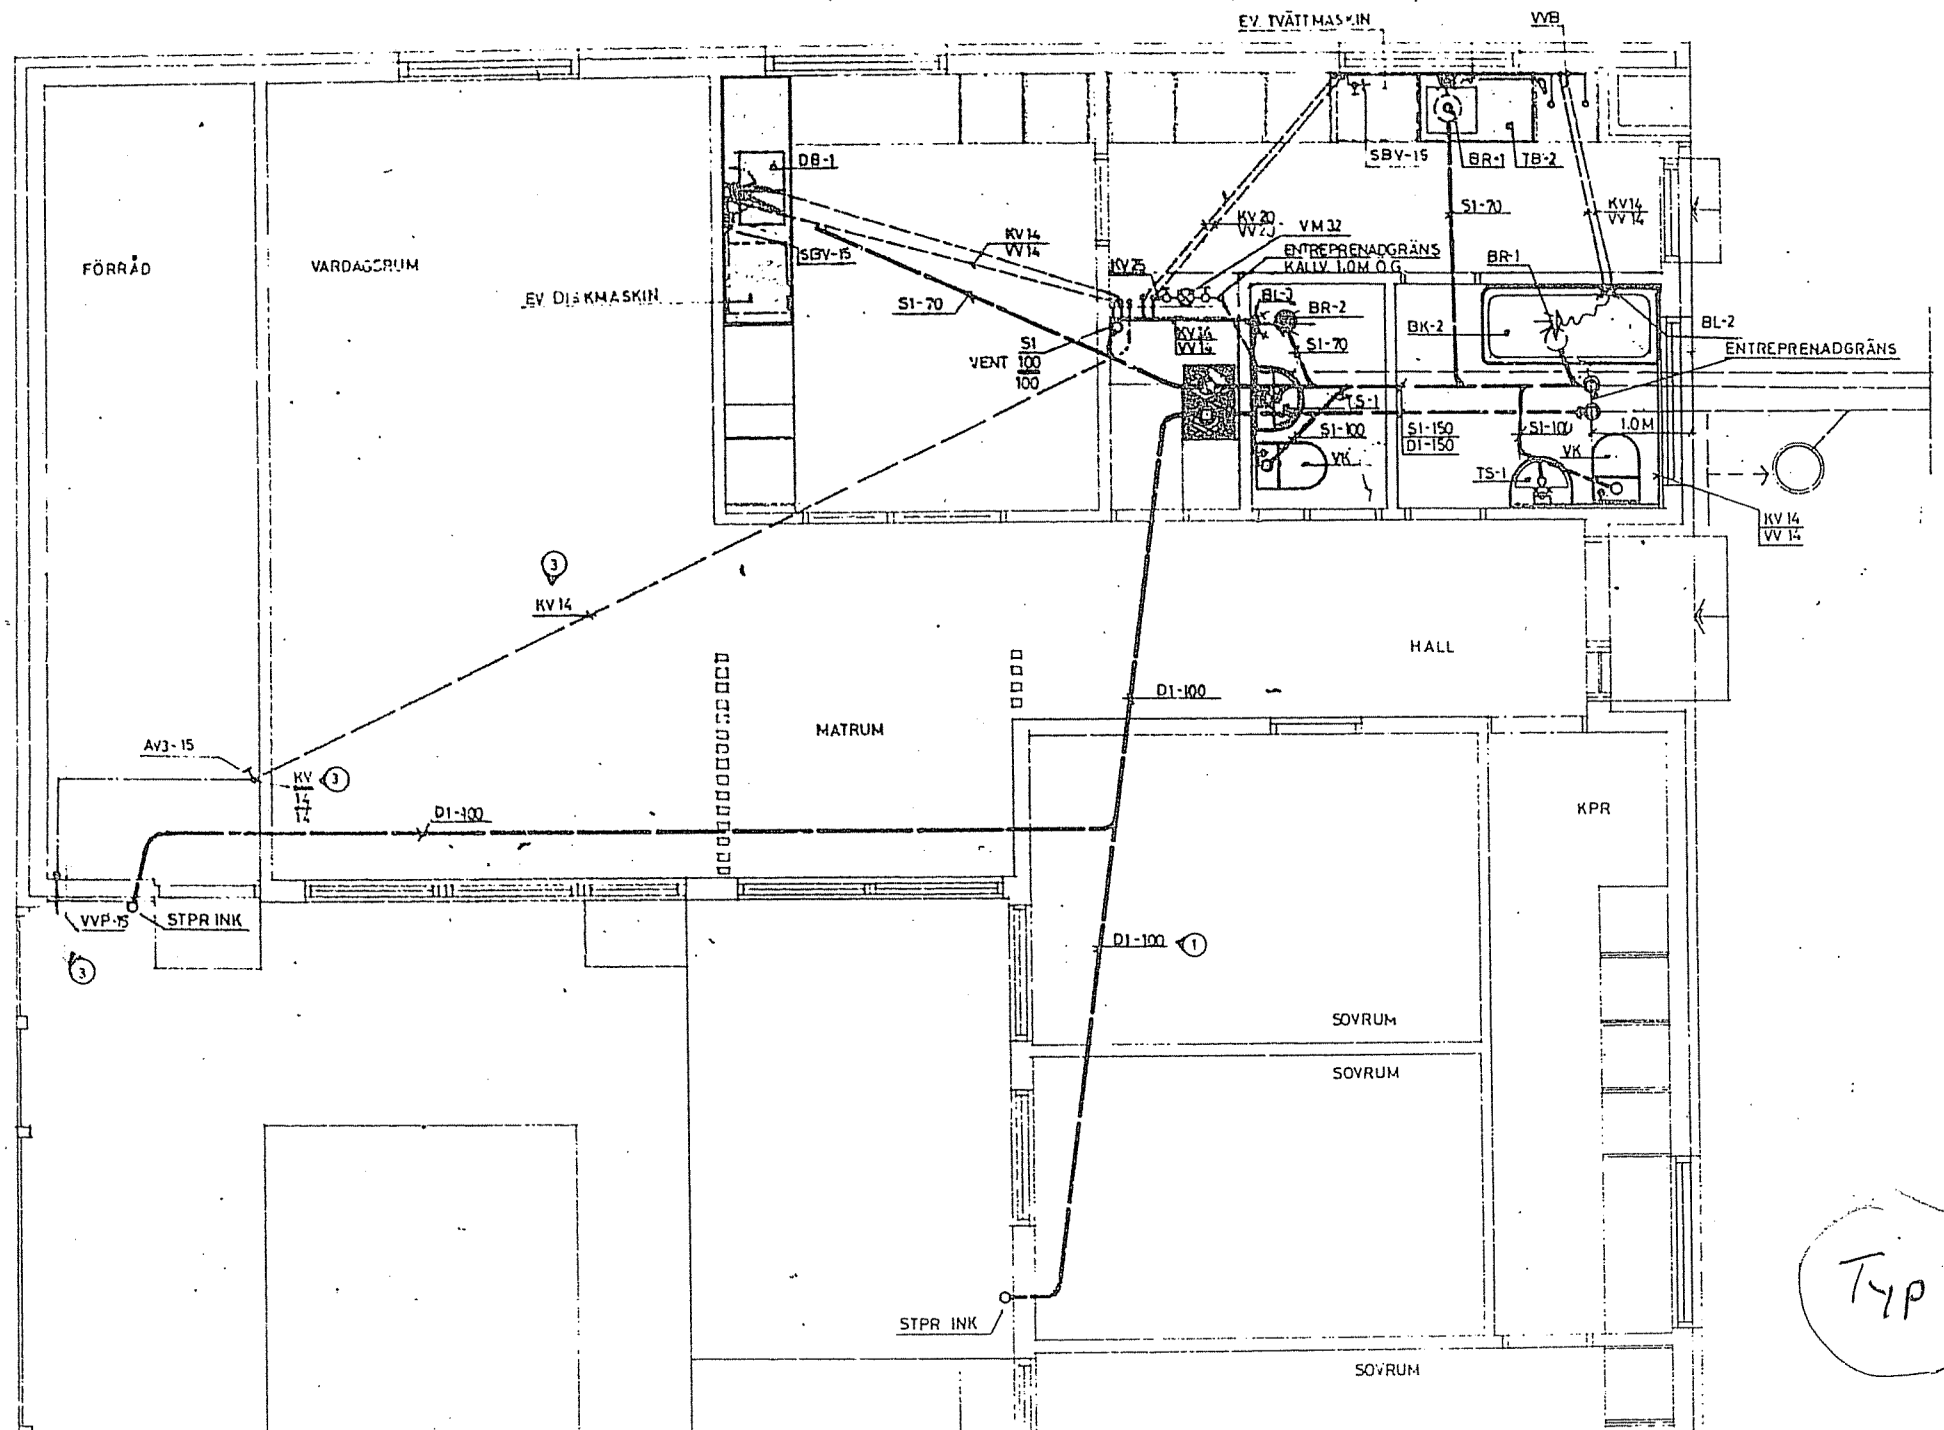 EV. TVÄTTMASKIN
VVB
DB-1
SBV-15
BR-1
TB-2
FÖRRÅD
VARDAGSRUM
SBV-15
KV 14
VV 14
KV 20
VV 20
VM 32
S1-70
KV 14
VV 14
ENTREPRENADGRÄNS
KALLV. 1.0M Ö G
KV 25
BR-1
EV. DISKMASKIN
S1-70
BL-2
BR-2
BK-2
BL-2
S1
VENT 100
100
KV 14
VV 14
S1-70
ENTREPRENADGRÄNS
TS-1
S1-100
S1-150
D1-150
S1-100
1.0 M
VK
VK
TS-1
KV 14
VV 14
3
KV 14
HALL
D1-100
MATRUM
AV3-15
KV
14
14
3
D1-100
KPR
VVP-15
STPR INK
3
D1-100
1
SOVRUM
SOVRUM
STPR INK
SOVRUM
Typ